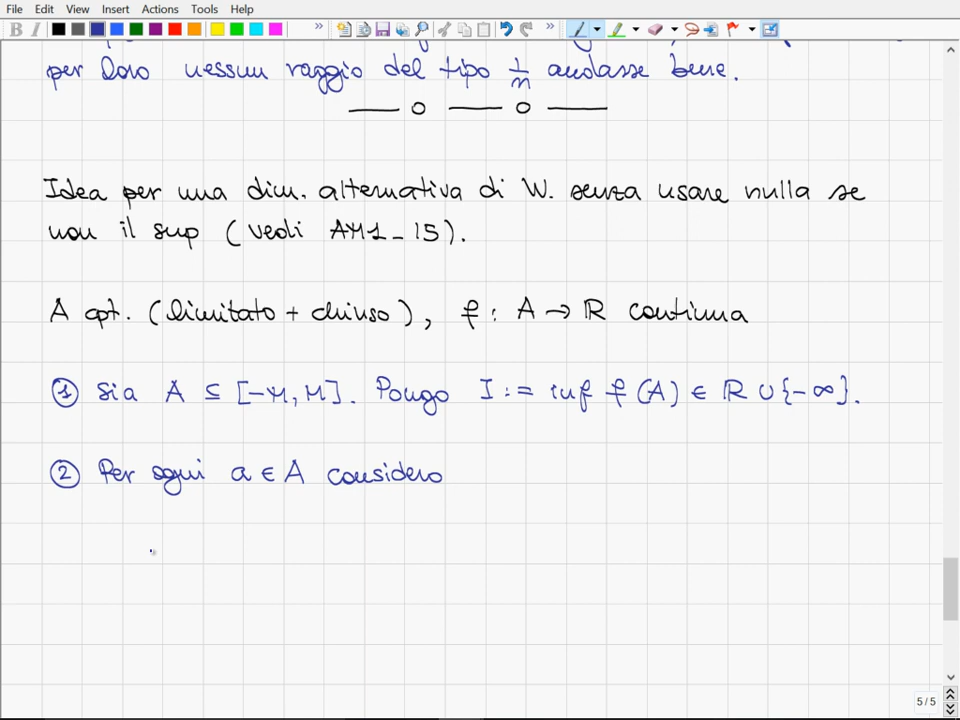 File Edit View Insert Actions Tools Help
B I
per loro nessun raggio del tipo 1/n andasse bene.
Idea per una dim. alternativa di W. senza usare nulla se
non il sup (vedi AM1_15).
A cpt. (limitato + chiuso), f : A → R continua
① Sia A ⊆ [-M, M]. Pongo I := inf f(A) ∈ R ∪ {-∞}.
② Per ogni a ∈ A considero
5 / 5